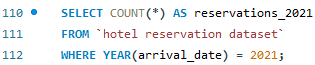 110 SELECT COUNT(*) AS reservations_2021
111 FROM `hotel reservation dataset`
112 WHERE YEAR(arrival_date) = 2021;